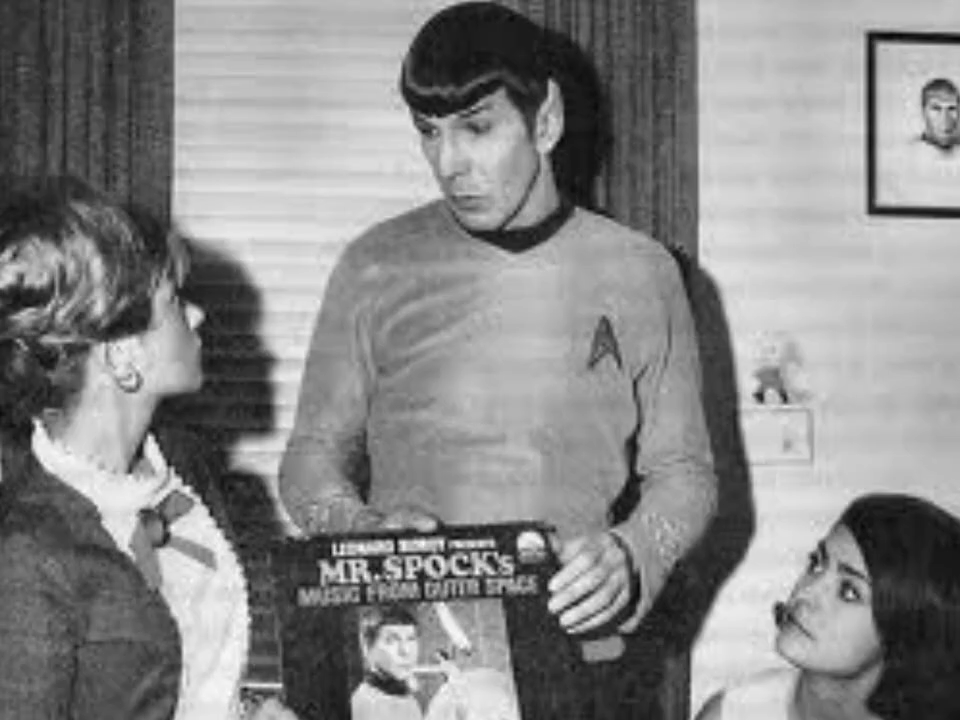 LEONARD NIMOY PRESENTS
MR. SPOCK's
MUSIC FROM OUTER SPACE